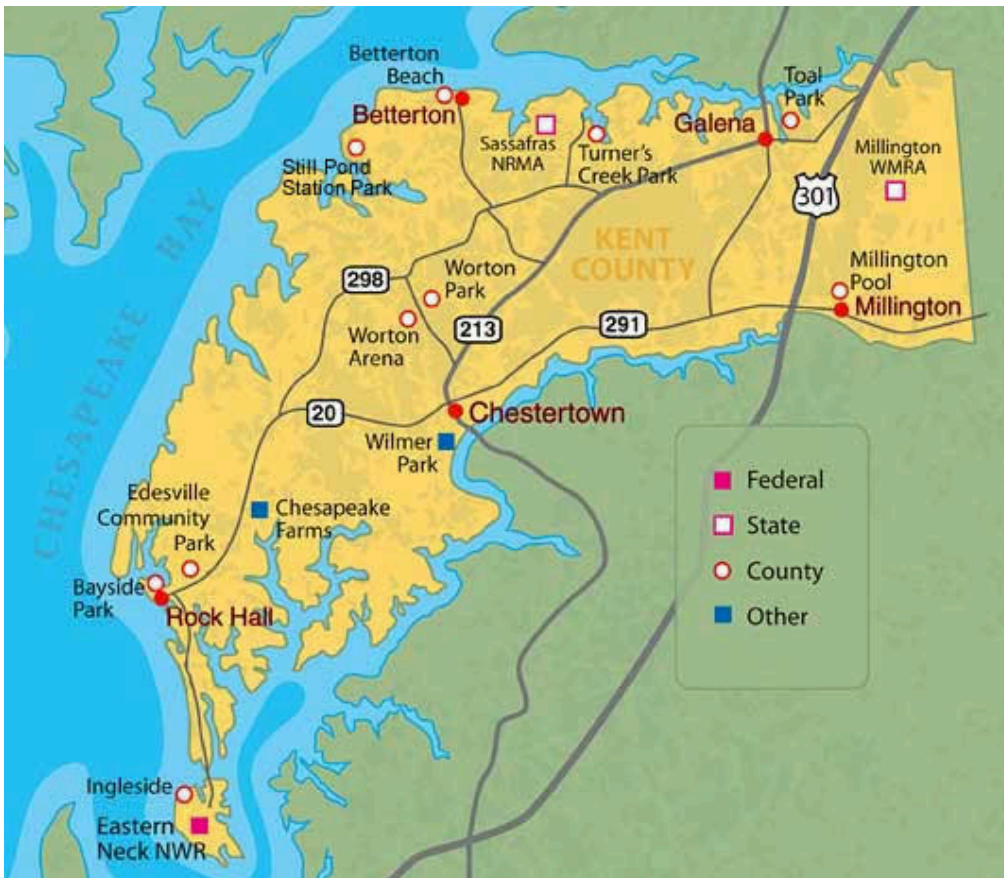 Betterton
Beach
Betterton
Toal
Park
Galena
Sassafras
NRMA
Turner's
Creek Park
Millington
WMRA
Still Pond
Station Park
301
KENT
COUNTY
CHESAPEAKE BAY
298
Worton
Park
Millington
Pool
Millington
213
291
Worton
Arena
20
Chestertown
Wilmer
Park
Edesville
Community
Park
Chesapeake
Farms
Bayside
Park
Rock Hall
Federal
State
County
Other
Ingleside
Eastern
Neck NWR